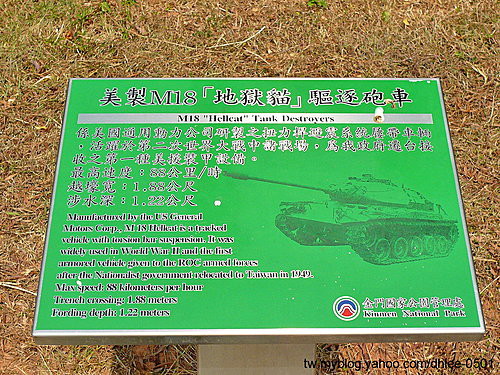 美製M18「地獄貓」驅逐砲車
M18 "Hellcat" Tank Destroyers
係美國通用動力公司研製之扭力桿避震系統履帶車輛
，活躍於第二次世界大戰中諸戰場，為我政府遷台接
收之第一種美援裝甲設備。
最高速度：88公里/時
越壕寬：1.88公尺
涉水深：1.22公尺
Manufactured by the US General
Motors Corp., M 18 Hellcat is a tracked
vehicle with torsion bar suspension. It was
widely used in World War II, and the first
armored vehicle given to the ROC armed forces
after the Nationalist government relocated to Taiwan in 1949.
Max speed: 88 kilometers per hour
Trench crossing: 1.88 meters
Fording depth: 1.22 meters
金門國家公園管理處
Kinmen National Park
tw.myblog.yahoo.com/dhlee-0501